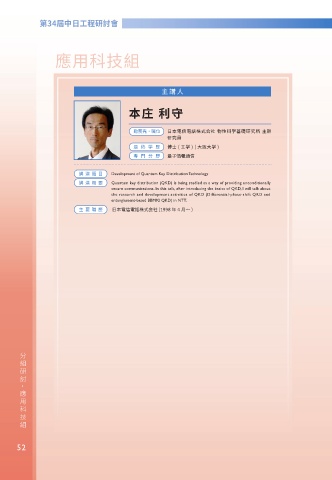 第34屆中日工程研討會
應用科技組
主講人
本庄 利守
服務處/職位 日本電信電話株式会社 物性科学基礎研究所 主幹
研究員
最高學歷 博士(工学)(大阪大学)
專門分野 量子情報通信
講演題目 Development of Quantum Key Distribution Technology
講演概要 Quantum key distribution (QKD) is being studied as a way of providing unconditionally
secure communications. In this talk, after introducing the basics of QKD, I will talk about
the research and development activities of QKD (differential-phase-shift QKD and
entanglement-based BBM92 QKD) in NTT.
主要職歷 日本電信電話株式会社(1998年4月~)
分組研討・應用科技組
52